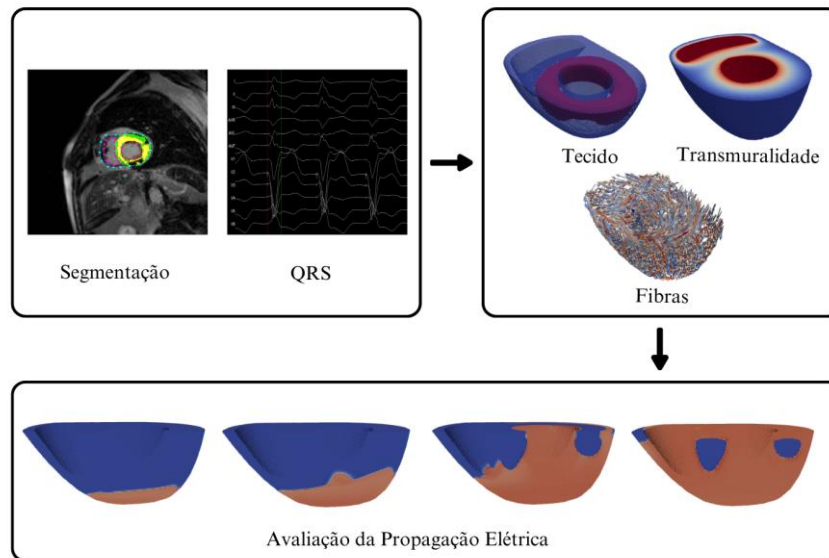 Segmentação
QRS
Tecido
Transmuralidade
Fibras
Avaliação da Propagação Elétrica